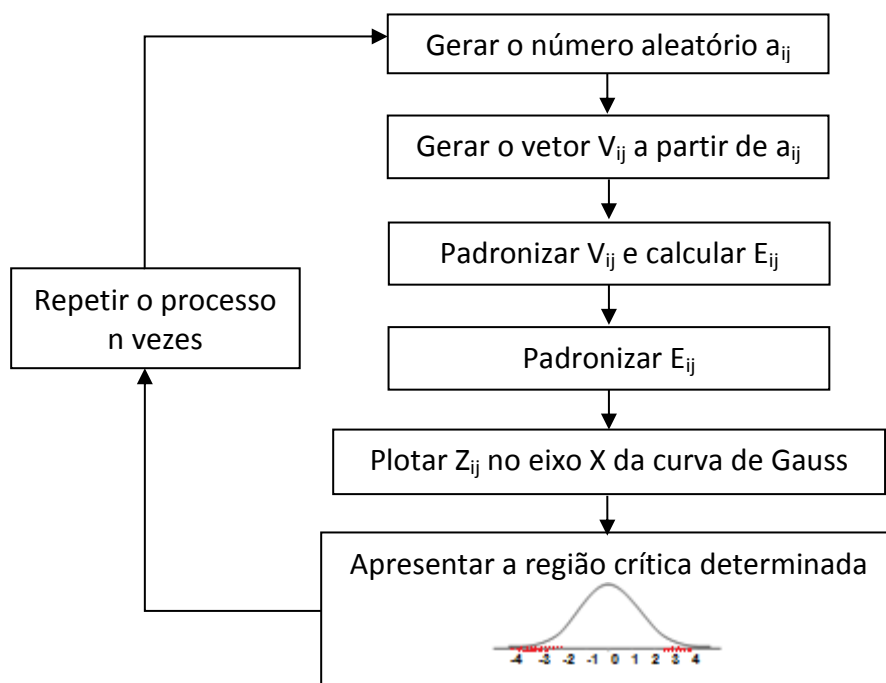 Gerar o número aleatório aij
Gerar o vetor Vij a partir de aij
Padronizar Vij e calcular Eij
Repetir o processo
n vezes
Padronizar Eij
Plotar Zij no eixo X da curva de Gauss
Apresentar a região crítica determinada
-4 -3 -2 -1 0 1 2 3 4